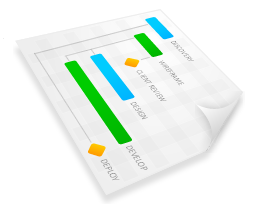 DISCOVERY
WIREFRAME
CLIENT REVIEW
DESIGN
DEVELOP
DEPLOY